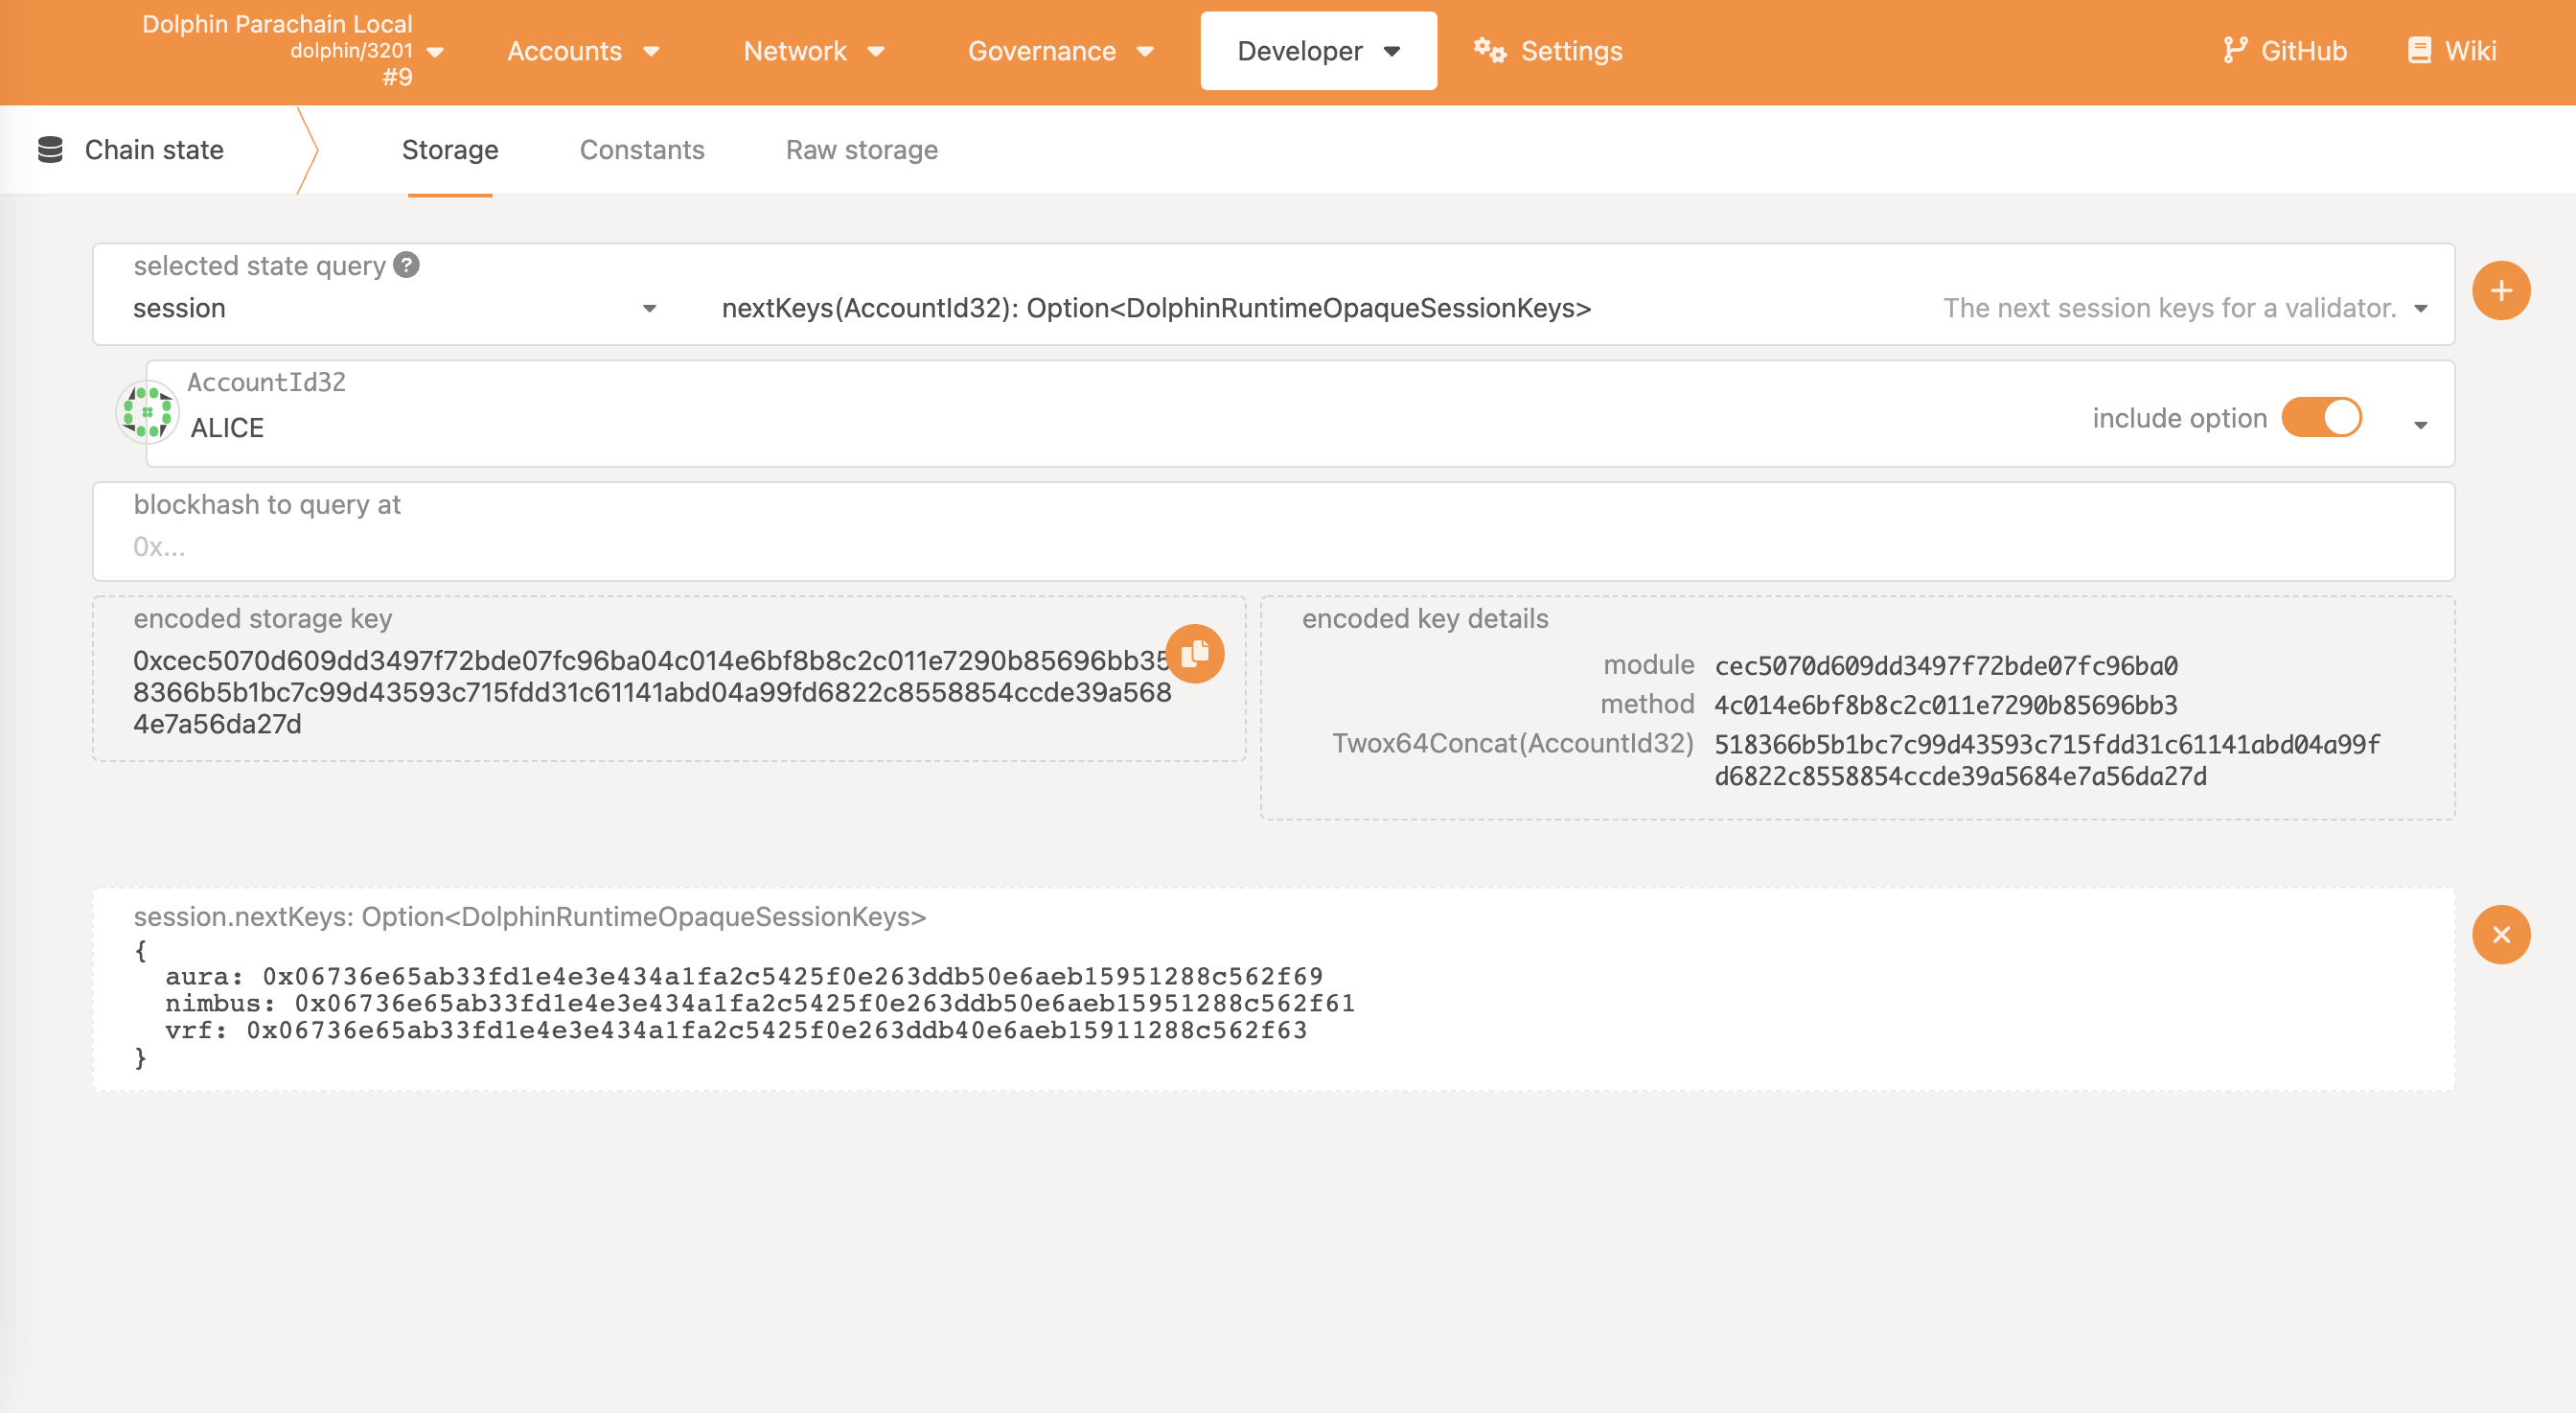 Dolphin Parachain Local
dolphin/3201
#9
Accounts
Network
Governance
Developer
Settings
GitHub
Wiki
Chain state
Storage
Constants
Raw storage
selected state query ?
session
nextKeys(AccountId32): Option<DolphinRuntimeOpaqueSessionKeys>
The next session keys for a validator.
AccountId32
ALICE
include option
blockhash to query at
0x...
encoded storage key
0xcec5070d609dd3497f72bde07fc96ba04c014e6bf8b8c2c011e7290b85696bb35
8366b5b1bc7c99d43593c715fdd31c61141abd04a99fd6822c8558854ccde39a568
4e7a56da27d
encoded key details
module cec5070d609dd3497f72bde07fc96ba0
method 4c014e6bf8b8c2c011e7290b85696bb3
Twox64Concat(AccountId32) 518366b5b1bc7c99d43593c715fdd31c61141abd04a99f
d6822c8558854ccde39a5684e7a56da27d
session.nextKeys: Option<DolphinRuntimeOpaqueSessionKeys>
{
aura: 0x06736e65ab33fd1e4e3e434a1fa2c5425f0e263ddb50e6aeb15951288c562f69
nimbus: 0x06736e65ab33fd1e4e3e434a1fa2c5425f0e263ddb50e6aeb15951288c562f61
vrf: 0x06736e65ab33fd1e4e3e434a1fa2c5425f0e263ddb40e6aeb15911288c562f63
}